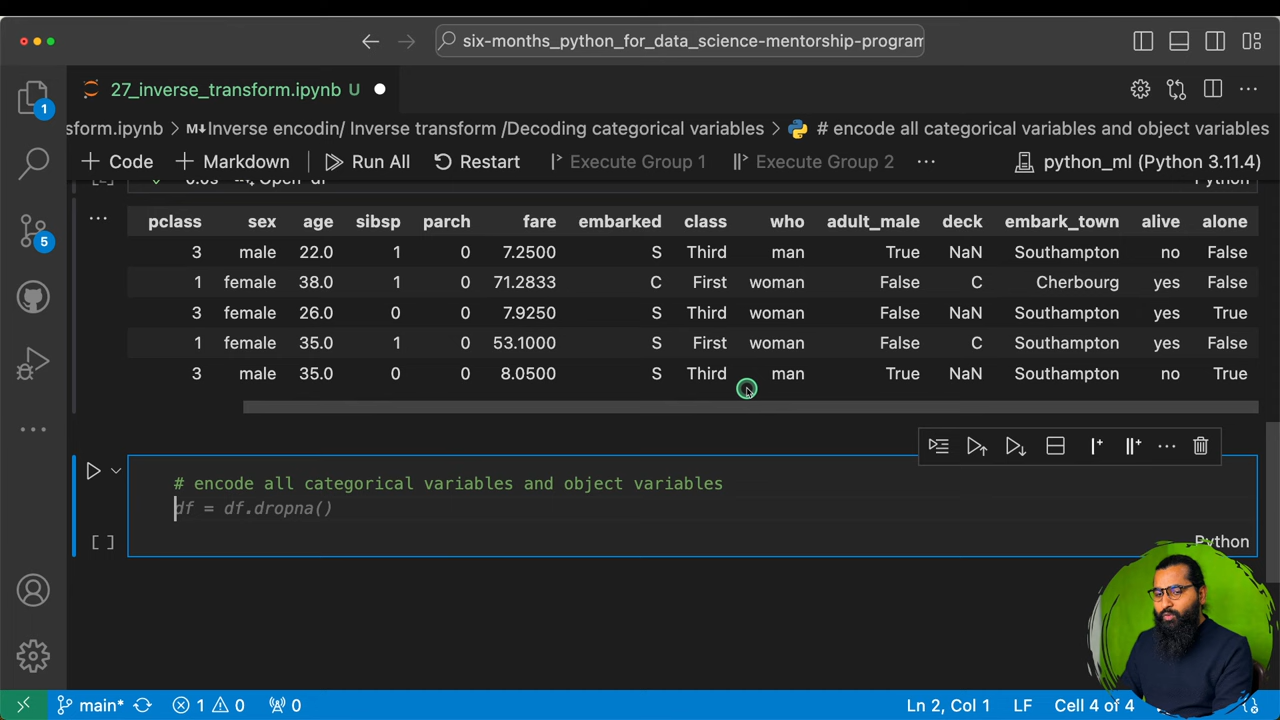 six-months_python_for_data_science-mentorship-program
27_inverse_transform.ipynb U
sform.ipynb > M↓Inverse encodin/ Inverse transform /Decoding categorical variables > # encode all categorical variables and object variables
+ Code + Markdown Run All Restart Execute Group 1 Execute Group 2 ... python_ml (Python 3.11.4)
0.0s Open 'df' Python
... pclass sex age sibsp parch fare embarked class who adult_male deck embark_town alive alone
3 male 22.0 1 0 7.2500 S Third man True NaN Southampton no False
1 female 38.0 1 0 71.2833 C First woman False C Cherbourg yes False
3 female 26.0 0 0 7.9250 S Third woman False NaN Southampton yes True
1 female 35.0 1 0 53.1000 S First woman False C Southampton yes False
3 male 35.0 0 0 8.0500 S Third man True NaN Southampton no True
# encode all categorical variables and object variables
df = df.dropna()
[ ] Python
1
5
main* 1 0 0 Ln 2, Col 1 LF Cell 4 of 4